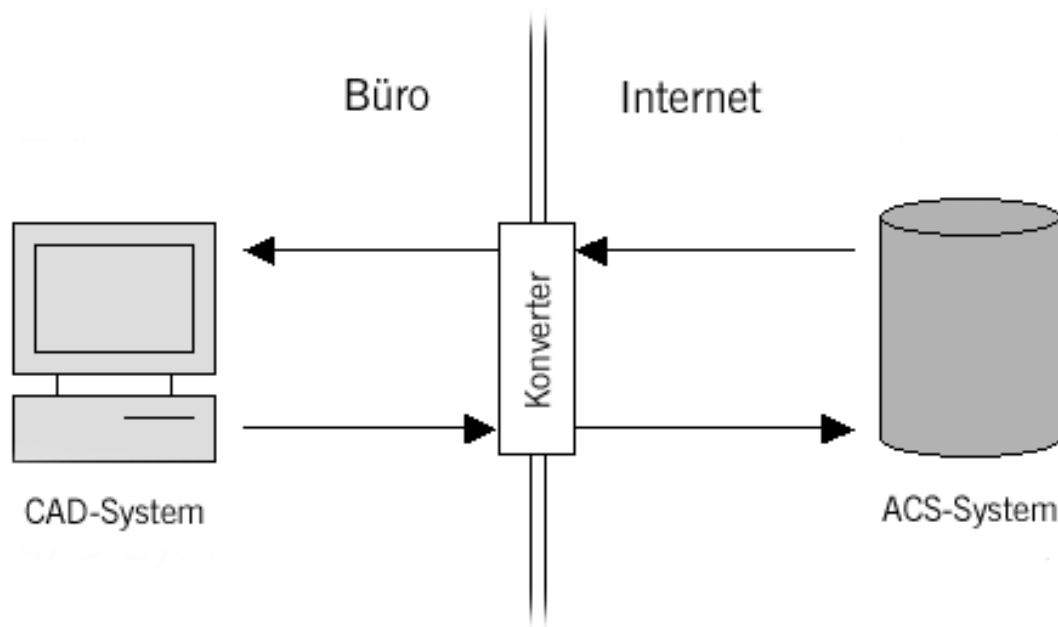 Büro
Internet
Konverter
CAD-System
ACS-System